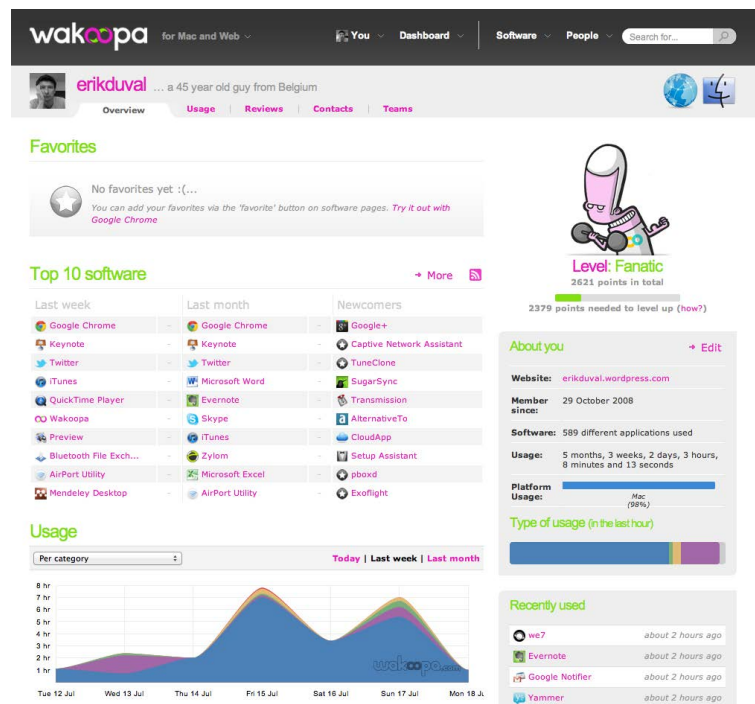 wakoopa for Mac and Web You Dashboard Software People Search for...
erikduval ... a 45 year old guy from Belgium
Overview Usage Reviews Contacts Teams
Favorites
No favorites yet :(...
You can add your favorites via the 'favorite' button on software pages. Try it out with
Google Chrome
Level: Fanatic
2621 points in total
2379 points needed to level up (how?)
Top 10 software → More
Last week Last month Newcomers
Google Chrome - Google Chrome - Google+
Keynote - Keynote - Captive Network Assistant
Twitter - Twitter - TuneClone
iTunes - Microsoft Word - SugarSync
QuickTime Player - Evernote - Transmission
Wakoopa - Skype - AlternativeTo
Preview - iTunes - CloudApp
Bluetooth File Exch... - Zylom - Setup Assistant
AirPort Utility - Microsoft Excel - pboxd
Mendeley Desktop - AirPort Utility - Exoflight
About you → Edit
Website: erikduval.wordpress.com
Member
since: 29 October 2008
Software: 589 different applications used
Usage: 5 months, 3 weeks, 2 days, 3 hours,
8 minutes and 13 seconds
Platform
Usage: Mac
(98%)
Type of usage (in the last hour)
Usage
Per category Today | Last week | Last month
8 hr
7 hr
6 hr
5 hr
4 hr
3 hr
2 hr
1 hr
wakoopa.com
Tue 12 Jul Wed 13 Jul Thu 14 Jul Fri 15 Jul Sat 16 Jul Sun 17 Jul Mon 18 Ju
Recently used
we7 about 2 hours ago
Evernote about 2 hours ago
Google Notifier about 2 hours ago
Yammer about 2 hours ago